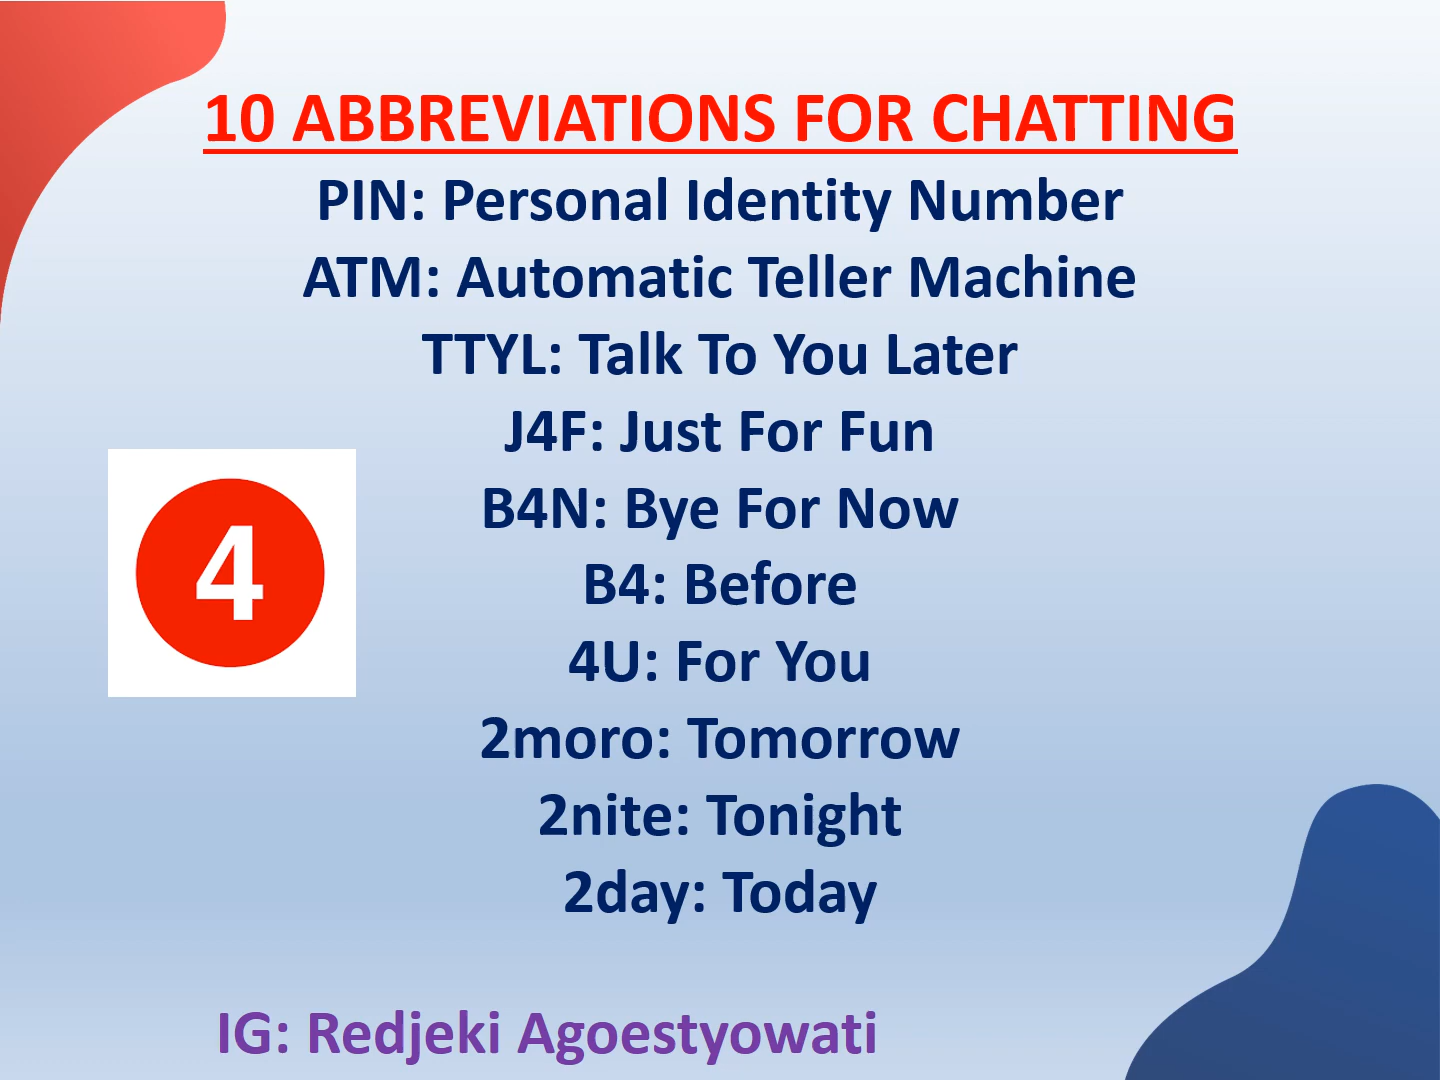 10 ABBREVIATIONS FOR CHATTING
PIN: Personal Identity Number
ATM: Automatic Teller Machine
TTYL: Talk To You Later
J4F: Just For Fun
B4N: Bye For Now
4
B4: Before
4U: For You
2moro: Tomorrow
2nite: Tonight
2day: Today
IG: Redjeki Agoestyowati